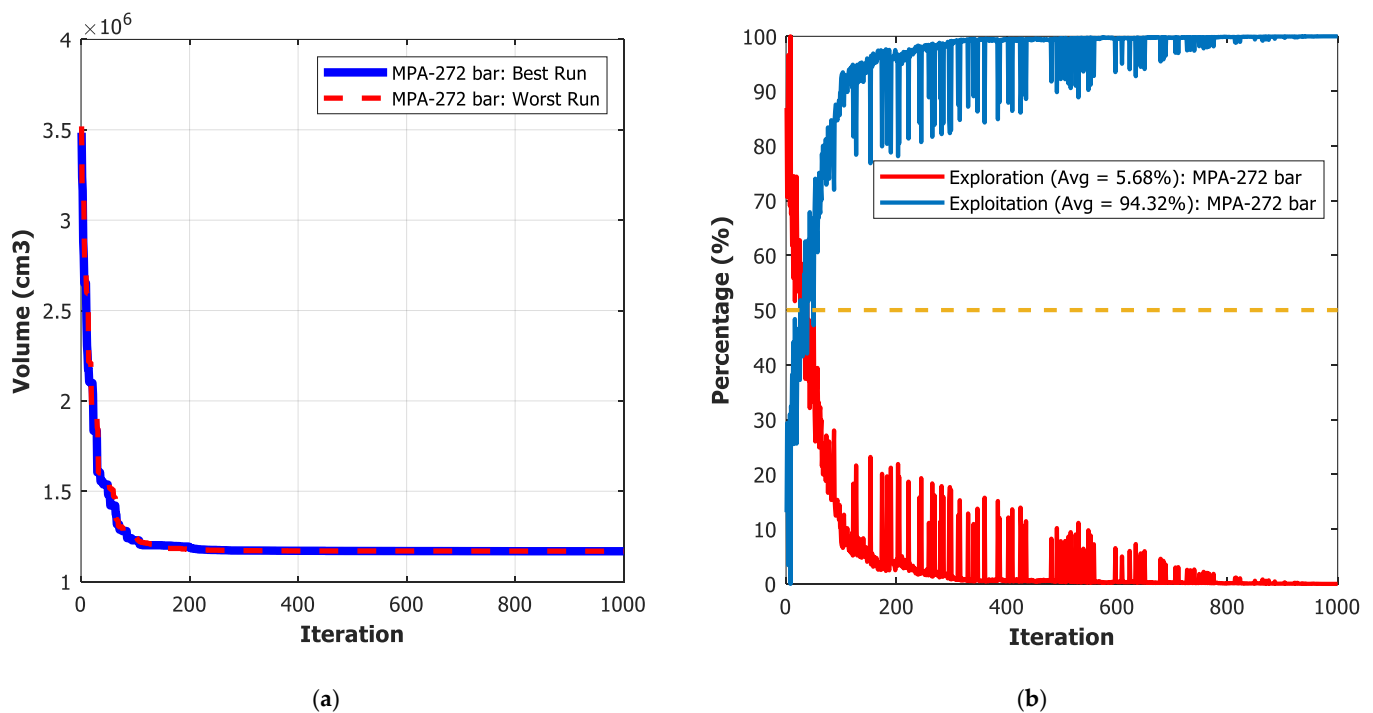 ×10⁶
4
3.5
3
2.5
2
1.5
1
Volume (cm3)
MPA-272 bar: Best Run
MPA-272 bar: Worst Run
0 200 400 600 800 1000
Iteration
(a)
100
90
80
70
60
50
40
30
20
10
0
Percentage (%)
Exploration (Avg = 5.68%): MPA-272 bar
Exploitation (Avg = 94.32%): MPA-272 bar
0 200 400 600 800 1000
Iteration
(b)